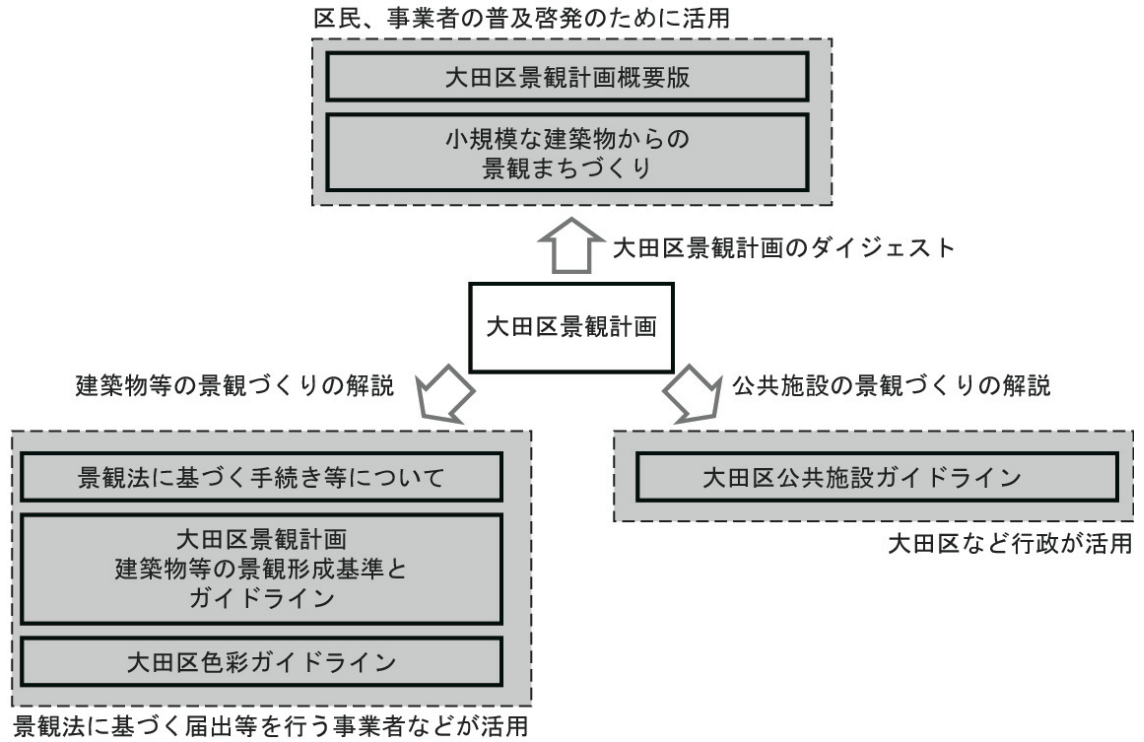 区民、事業者の普及啓発のために活用
大田区景観計画概要版
小規模な建築物からの
景観まちづくり
大田区景観計画のダイジェスト
大田区景観計画
建築物等の景観づくりの解説
公共施設の景観づくりの解説
景観法に基づく手続き等について
大田区景観計画
建築物等の景観形成基準と
ガイドライン
大田区色彩ガイドライン
景観法に基づく届出等を行う事業者などが活用
大田区公共施設ガイドライン
大田区など行政が活用